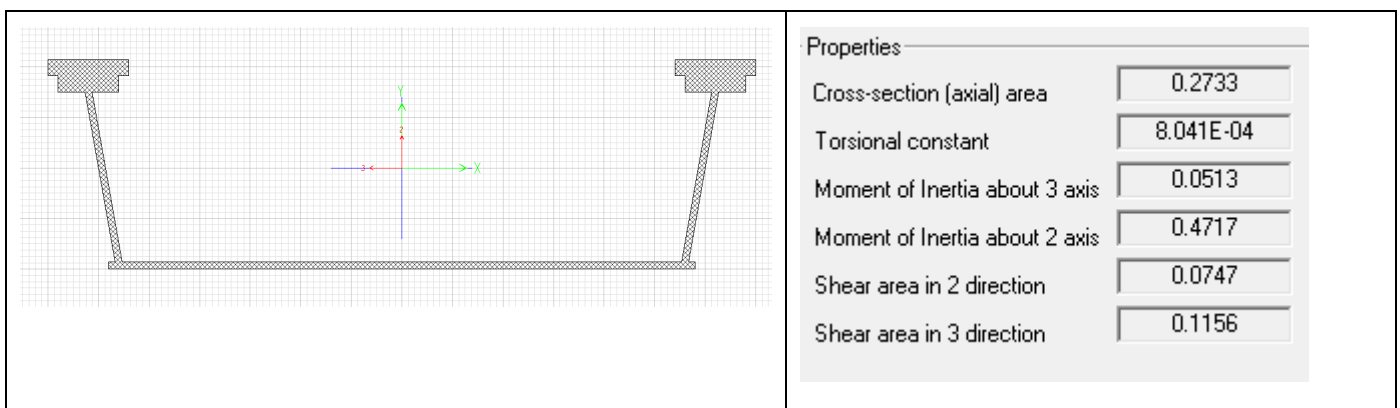 Y
2
3
X
Properties
Cross-section (axial) area 0.2733
Torsional constant 8.041E-04
Moment of Inertia about 3 axis 0.0513
Moment of Inertia about 2 axis 0.4717
Shear area in 2 direction 0.0747
Shear area in 3 direction 0.1156